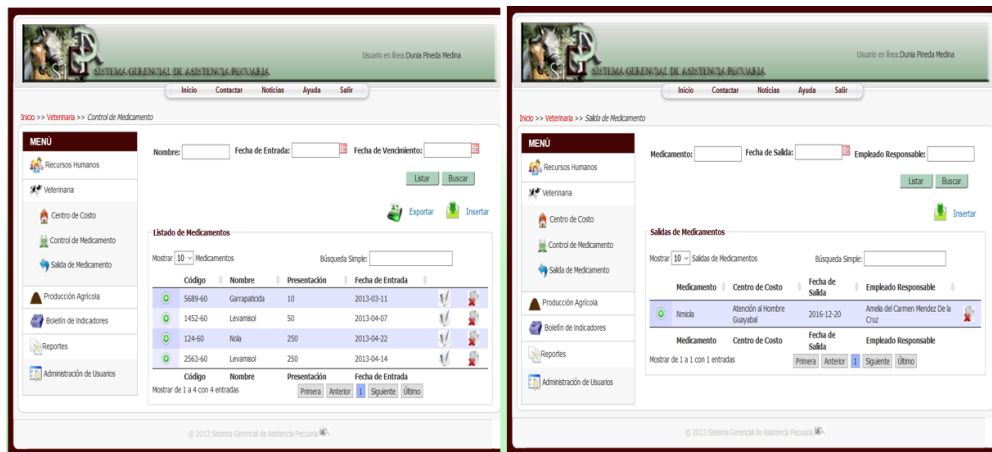 Usuario en línea:Dunia Pineda Medina
SISTEMA GERENCIAL DE ASISTENCIA PECUARIA
Inicio Contactar Noticias Ayuda Salir
Inicio >> Veterinaria >> Control de Medicamento
MENÚ
Recursos Humanos
Veterinaria
Centro de Costo
Control de Medicamento
Salida de Medicamento
Producción Agrícola
Boletín de Indicadores
Reportes
Administración de Usuarios
Nombre: Fecha de Entrada: Fecha de Vencimiento:
Listar Buscar
Exportar Insertar
Listado de Medicamentos
Mostrar 10 Medicamentos Búsqueda Simple:
Código Nombre Presentación Fecha de Entrada
5689-60 Garrapaticida 10 2013-03-11
1452-60 Levamisol 50 2013-04-07
124-60 Nola 250 2013-04-22
2563-60 Levamisol 250 2013-04-14
Código Nombre Presentación Fecha de Entrada
Mostrar de 1 a 4 con 4 entradas
Primera Anterior 1 Siguiente Último
© 2013 Sistema Gerencial de Asistencia Pecuaria
Usuario en línea:Dunia Pineda Medina
SISTEMA GERENCIAL DE ASISTENCIA PECUARIA
Inicio Contactar Noticias Ayuda Salir
Inicio >> Veterinaria >> Salida de Medicamento
MENÚ
Recursos Humanos
Veterinaria
Centro de Costo
Control de Medicamento
Salida de Medicamento
Producción Agrícola
Boletín de Indicadores
Reportes
Administración de Usuarios
Medicamento: Fecha de Salida: Empleado Responsable:
Listar Buscar
Insertar
Salidas de Medicamentos
Mostrar 10 Salidas de Medicamentos Búsqueda Simple:
Medicamento Centro de Costo Fecha de Salida Empleado Responsable
Nmiola Atención al Hombre Guayabal 2016-12-20 Amelia del Carmen Mendez De la Cruz
Medicamento Centro de Costo Fecha de Salida Empleado Responsable
Mostrar de 1 a 1 con 1 entradas
Primera Anterior 1 Siguiente Último
© 2013 Sistema Gerencial de Asistencia Pecuaria